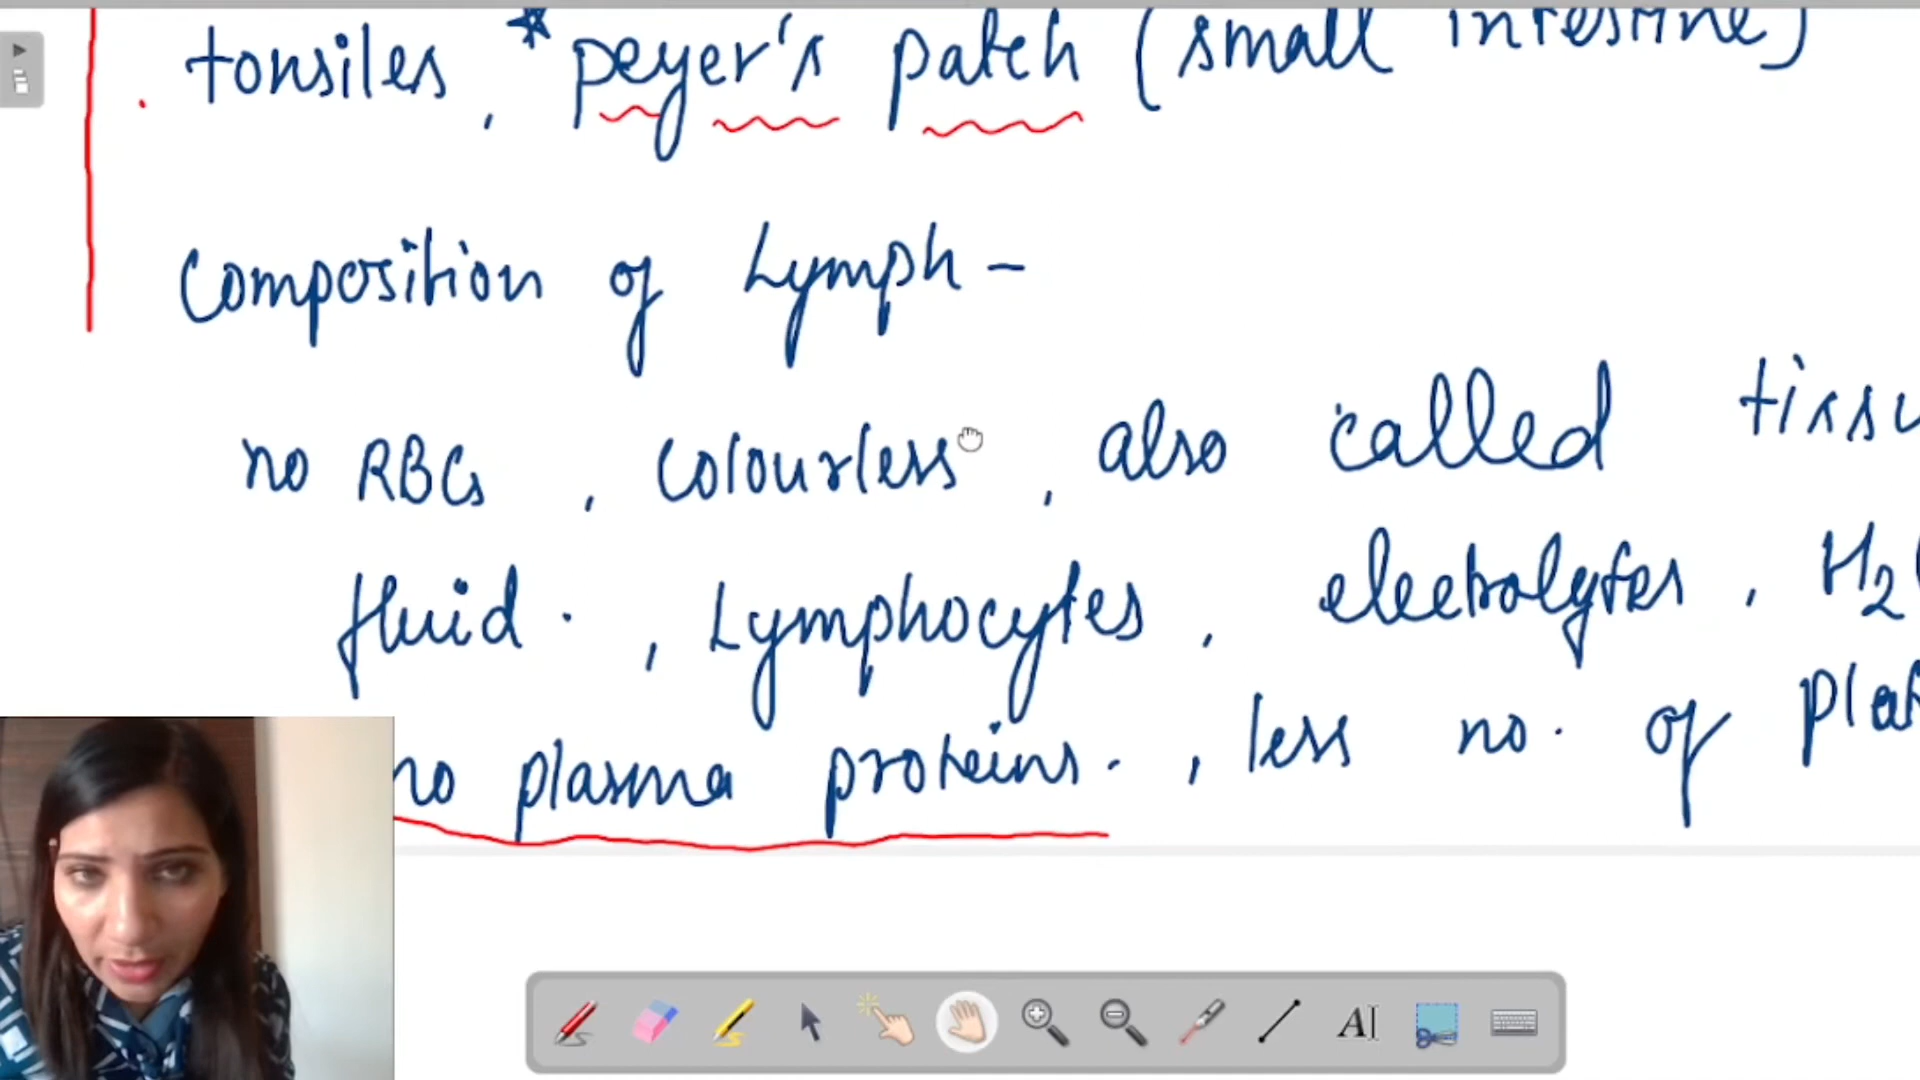 tonsiles, *peyer's patch (small intestine)
Composition of Lymph -
no RBCs, colourless, also called tissu
fluid., Lymphocytes, electrolytes, H2
no plasma proteins., less no. of plat
A